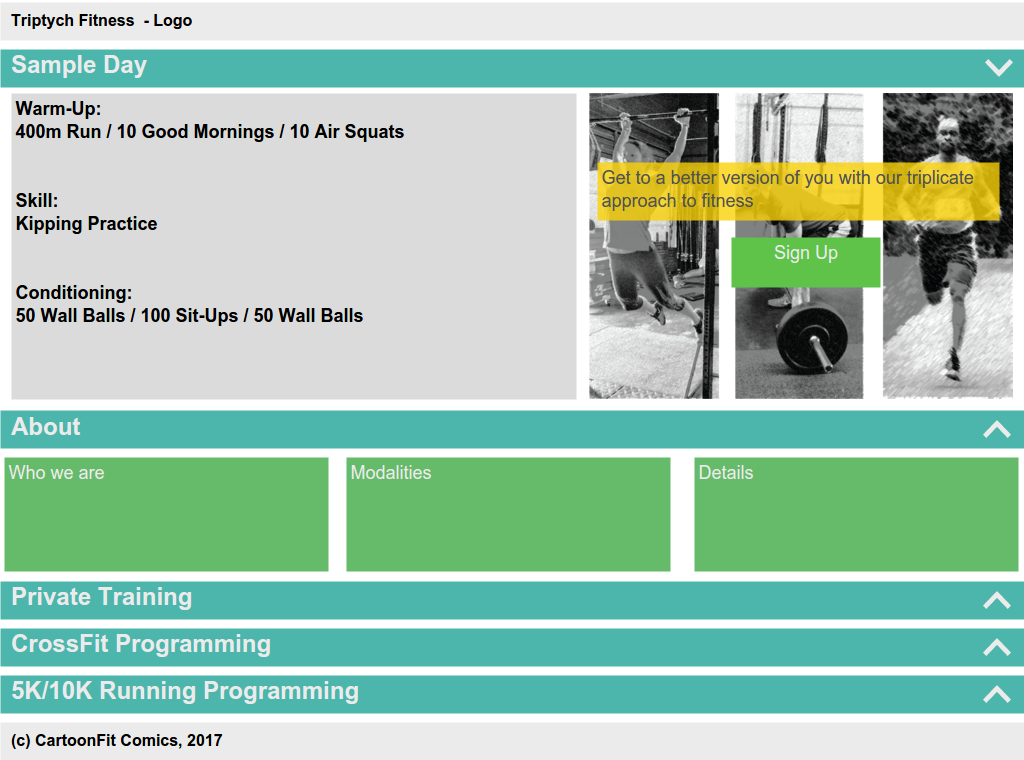 Triptych Fitness  - Logo
Sample Day
Warm-Up:
400m Run / 10 Good Mornings / 10 Air Squats
Skill:
Kipping Practice
Conditioning:
50 Wall Balls / 100 Sit-Ups / 50 Wall Balls
Get to a better version of you with our triplicate
approach to fitness
Sign Up
About
Who we are
Modalities
Details
Private Training
CrossFit Programming
5K/10K Running Programming
(c) CartoonFit Comics, 2017